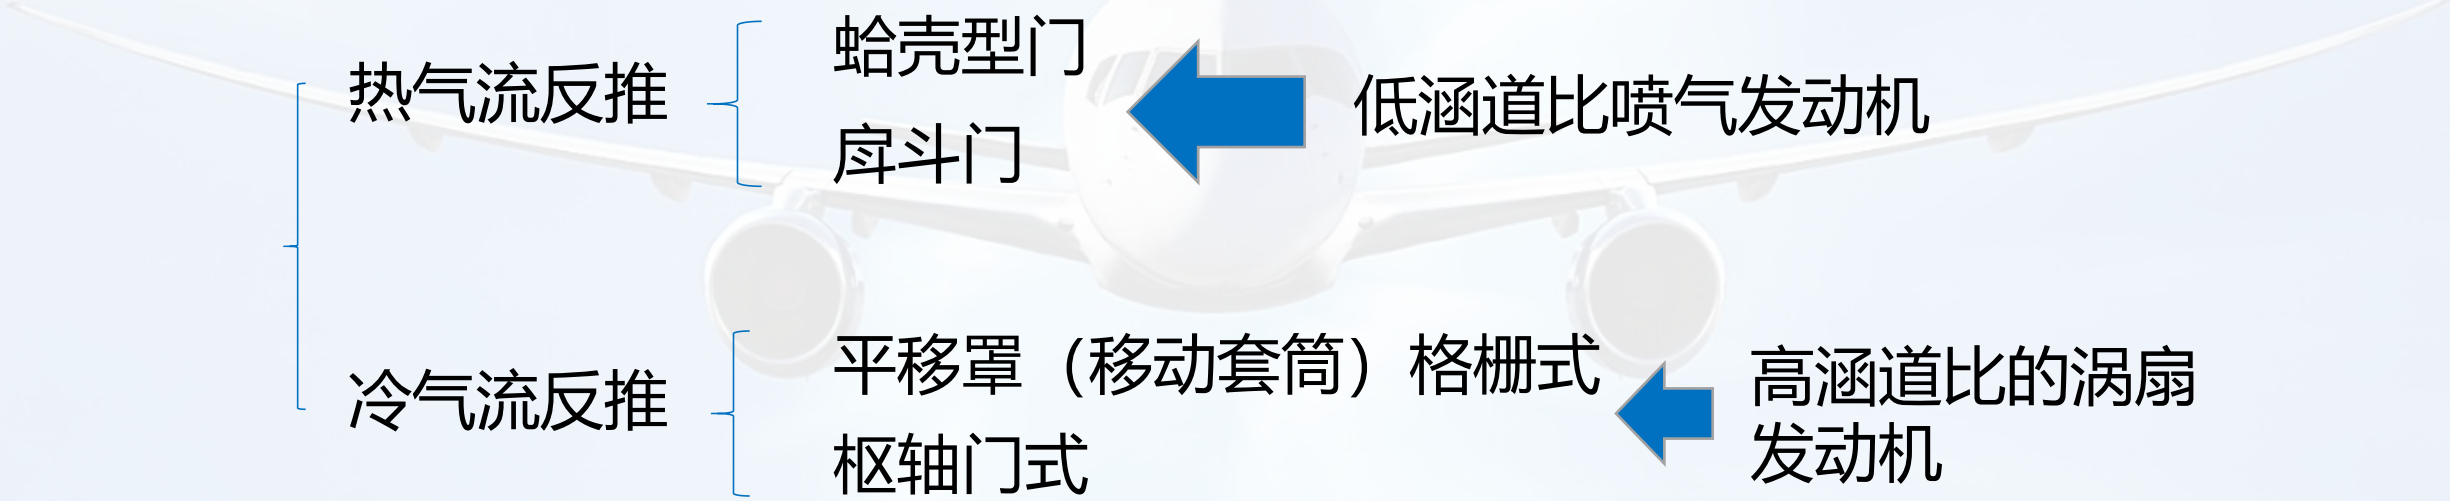 蛤壳型门
热气流反推
低涵道比喷气发动机
戽斗门
平移罩（移动套筒）格栅式
冷气流反推
高涵道比的涡扇
发动机
枢轴门式